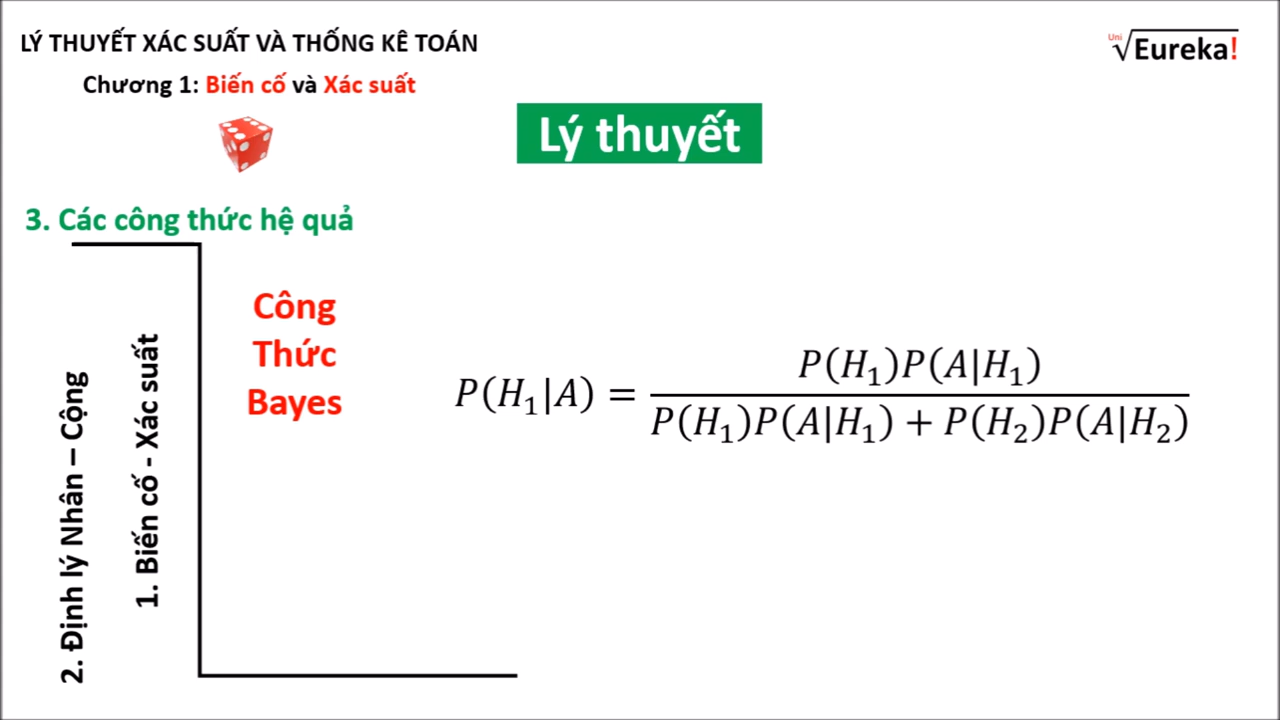 LÝ THUYẾT XÁC SUẤT VÀ THỐNG KÊ TOÁN
Chương 1: Biến cố và Xác suất
Uni
√Eureka!
Lý thuyết
3. Các công thức hệ quả
2. Định lý Nhân – Cộng
1. Biến cố - Xác suất
Công
Thức
Bayes
P(H₁|A) = P(H₁)P(A|H₁) / P(H₁)P(A|H₁) + P(H₂)P(A|H₂)